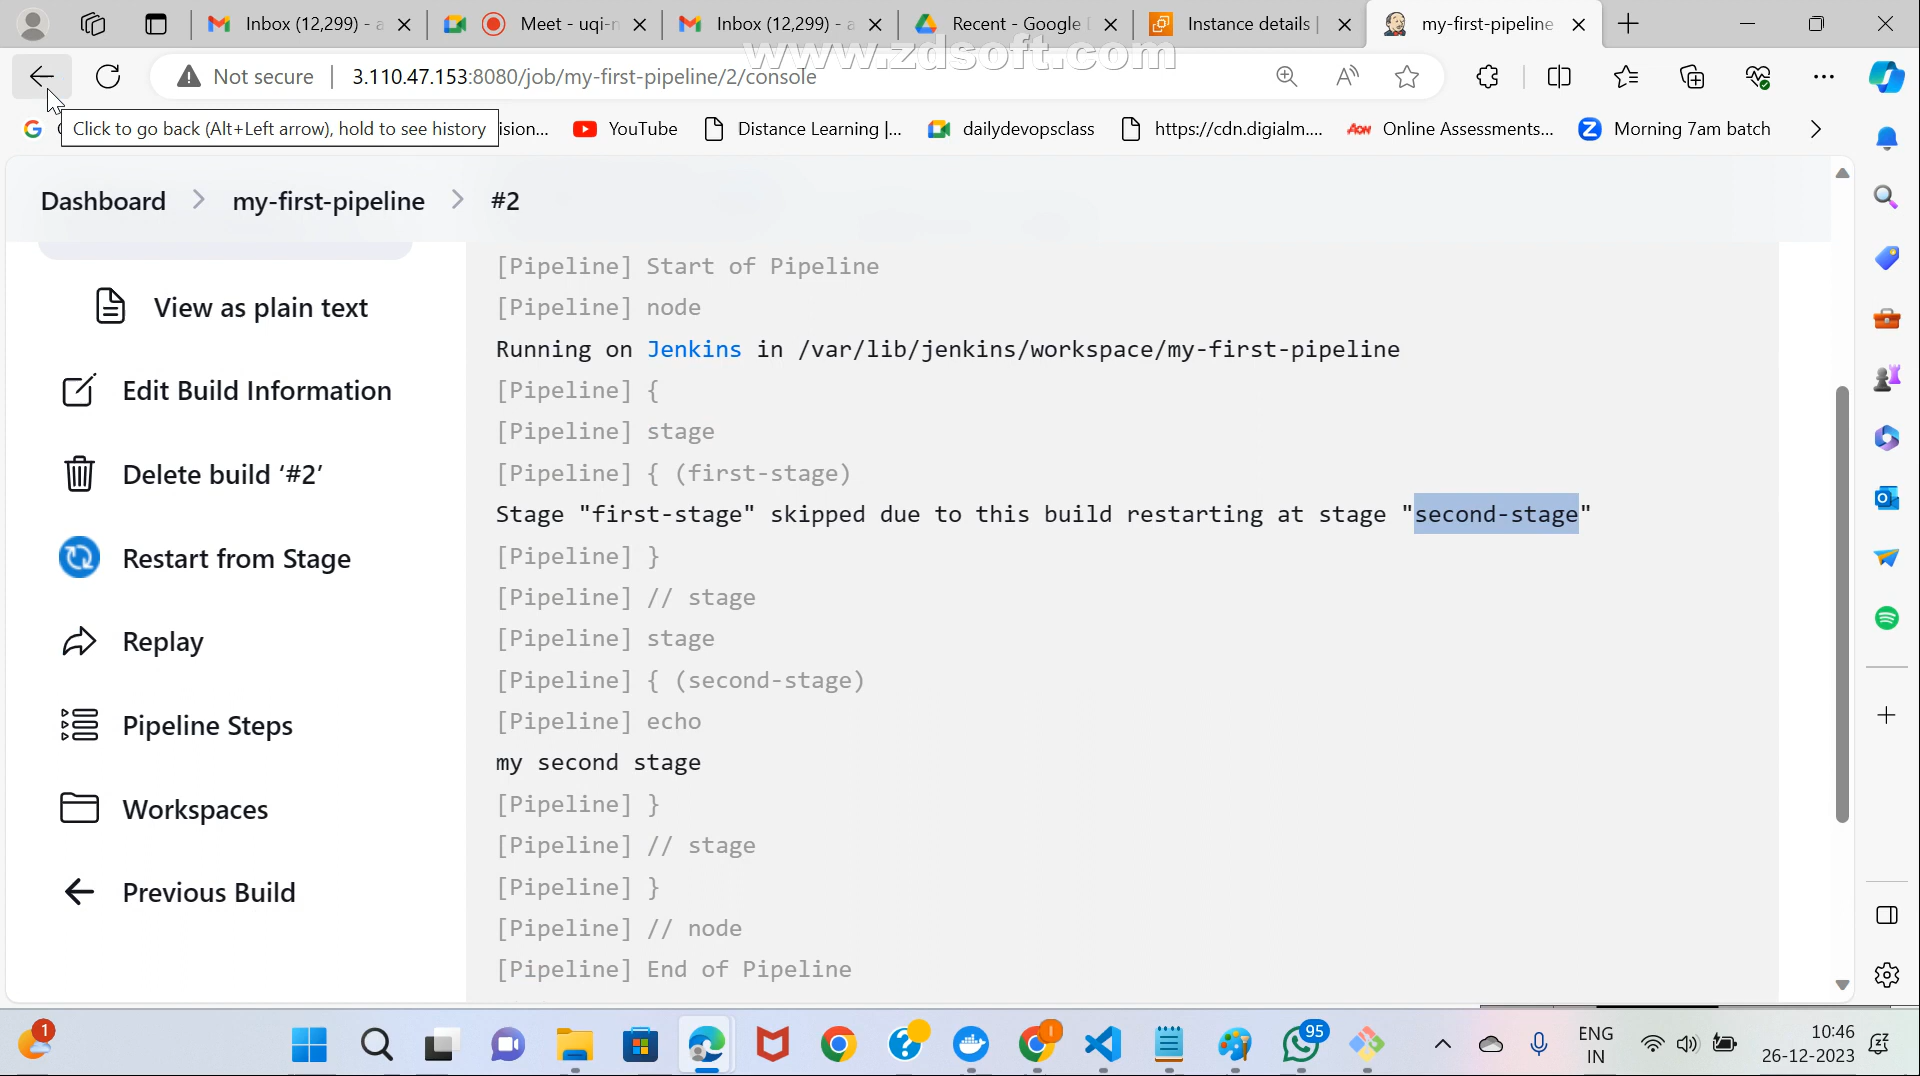 Inbox (12,299) - a
Meet - uqi-n
Inbox (12,299) - a
Recent - Google
Instance details |
my-first-pipeline
www.zdsoft.com
Not secure
3.110.47.153:8080/job/my-first-pipeline/2/console
Click to go back (Alt+Left arrow), hold to see history
ision...
YouTube
Distance Learning |...
dailydevopsclass
https://cdn.digialm....
Aon
Online Assessments...
Morning 7am batch
Dashboard > my-first-pipeline > #2
View as plain text
Edit Build Information
Delete build ‘#2’
Restart from Stage
Replay
Pipeline Steps
Workspaces
Previous Build
[Pipeline] Start of Pipeline
[Pipeline] node
Running on Jenkins in /var/lib/jenkins/workspace/my-first-pipeline
[Pipeline] {
[Pipeline] stage
[Pipeline] { (first-stage)
Stage "first-stage" skipped due to this build restarting at stage "second-stage"
[Pipeline] }
[Pipeline] // stage
[Pipeline] stage
[Pipeline] { (second-stage)
[Pipeline] echo
my second stage
[Pipeline] }
[Pipeline] // stage
[Pipeline] }
[Pipeline] // node
[Pipeline] End of Pipeline
1
95
ENG
IN
10:46
26-12-2023